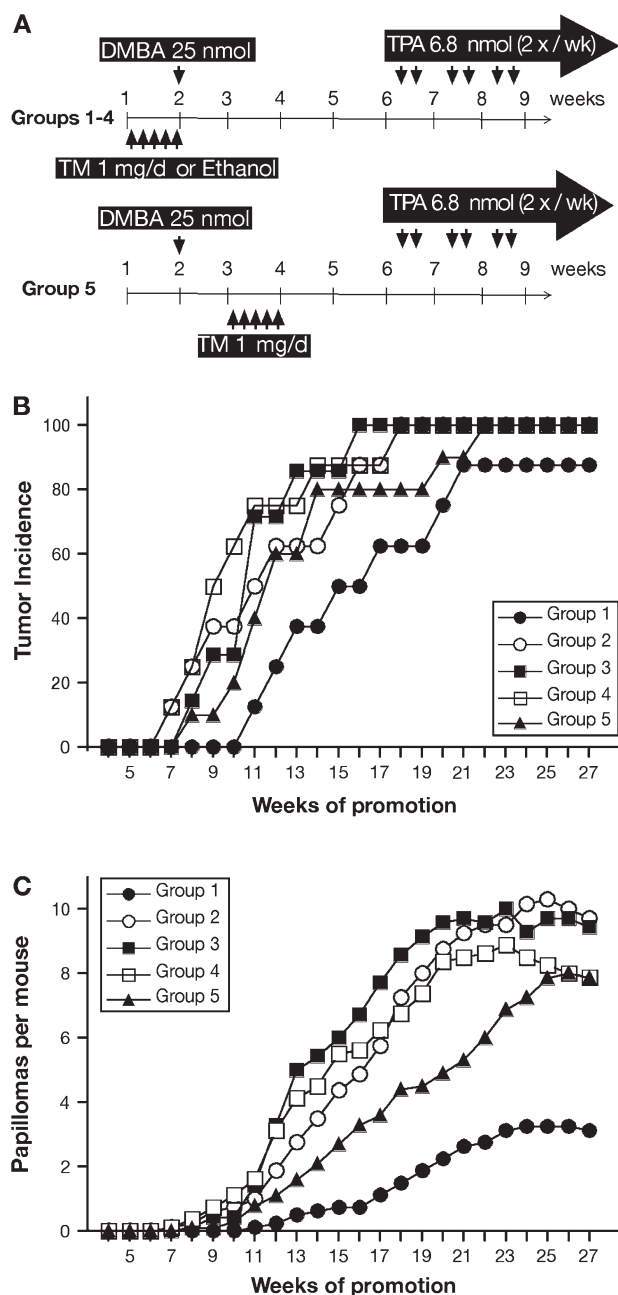 A
DMBA 25 nmol
TPA 6.8 nmol (2 x / wk)
1 2 3 4 5 6 7 8 9 weeks
Groups 1-4
TM 1 mg/d or Ethanol
DMBA 25 nmol
TPA 6.8 nmol (2 x / wk)
1 2 3 4 5 6 7 8 9 weeks
Group 5
TM 1 mg/d
B
100
80
60
40
20
0
Tumor Incidence
Group 1
Group 2
Group 3
Group 4
Group 5
5 7 9 11 13 15 17 19 21 23 25 27
Weeks of promotion
C
Group 1
Group 2
Group 3
Group 4
Group 5
10
8
6
4
2
0
Papillomas per mouse
5 7 9 11 13 15 17 19 21 23 25 27
Weeks of promotion